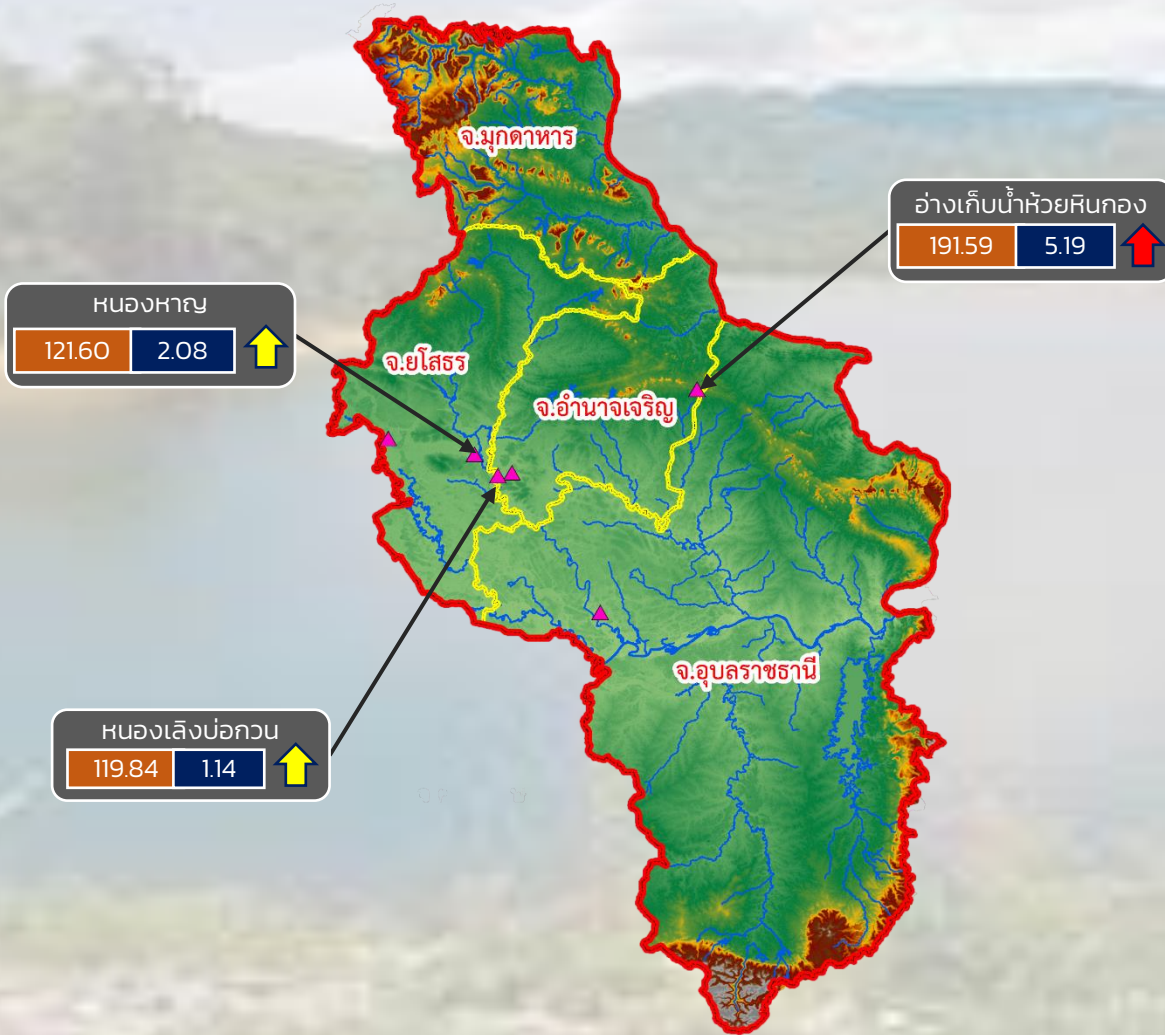 จ.มุกดาหาร
อ่างเก็บน้ำห้วยหินกอง
191.59 5.19
หนองหาญ
121.60 2.08
จ.ยโสธร
จ.อำนาจเจริญ
จ.อุบลราชธานี
หนองเลิงบ่อกวน
119.84 1.14